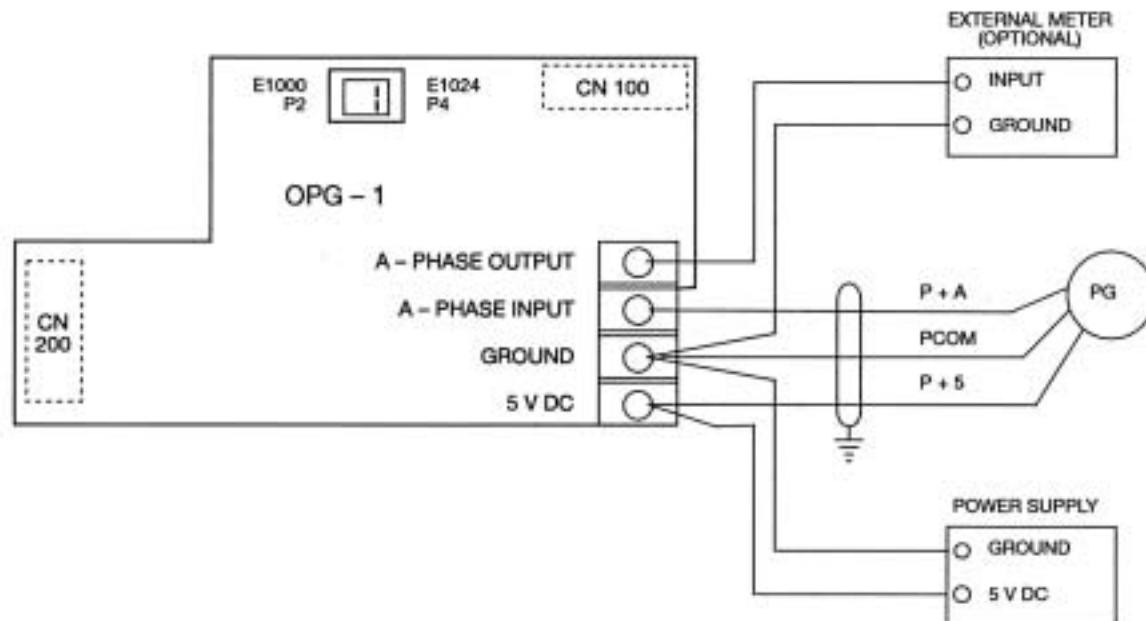 EXTERNAL METER
(OPTIONAL)
INPUT
GROUND
E1000
P2
E1024
P4
CN 100
OPG – 1
CN
200
A – PHASE OUTPUT
A – PHASE INPUT
GROUND
5 V DC
P + A
PCOM
P + 5
PG
POWER SUPPLY
GROUND
5 V DC